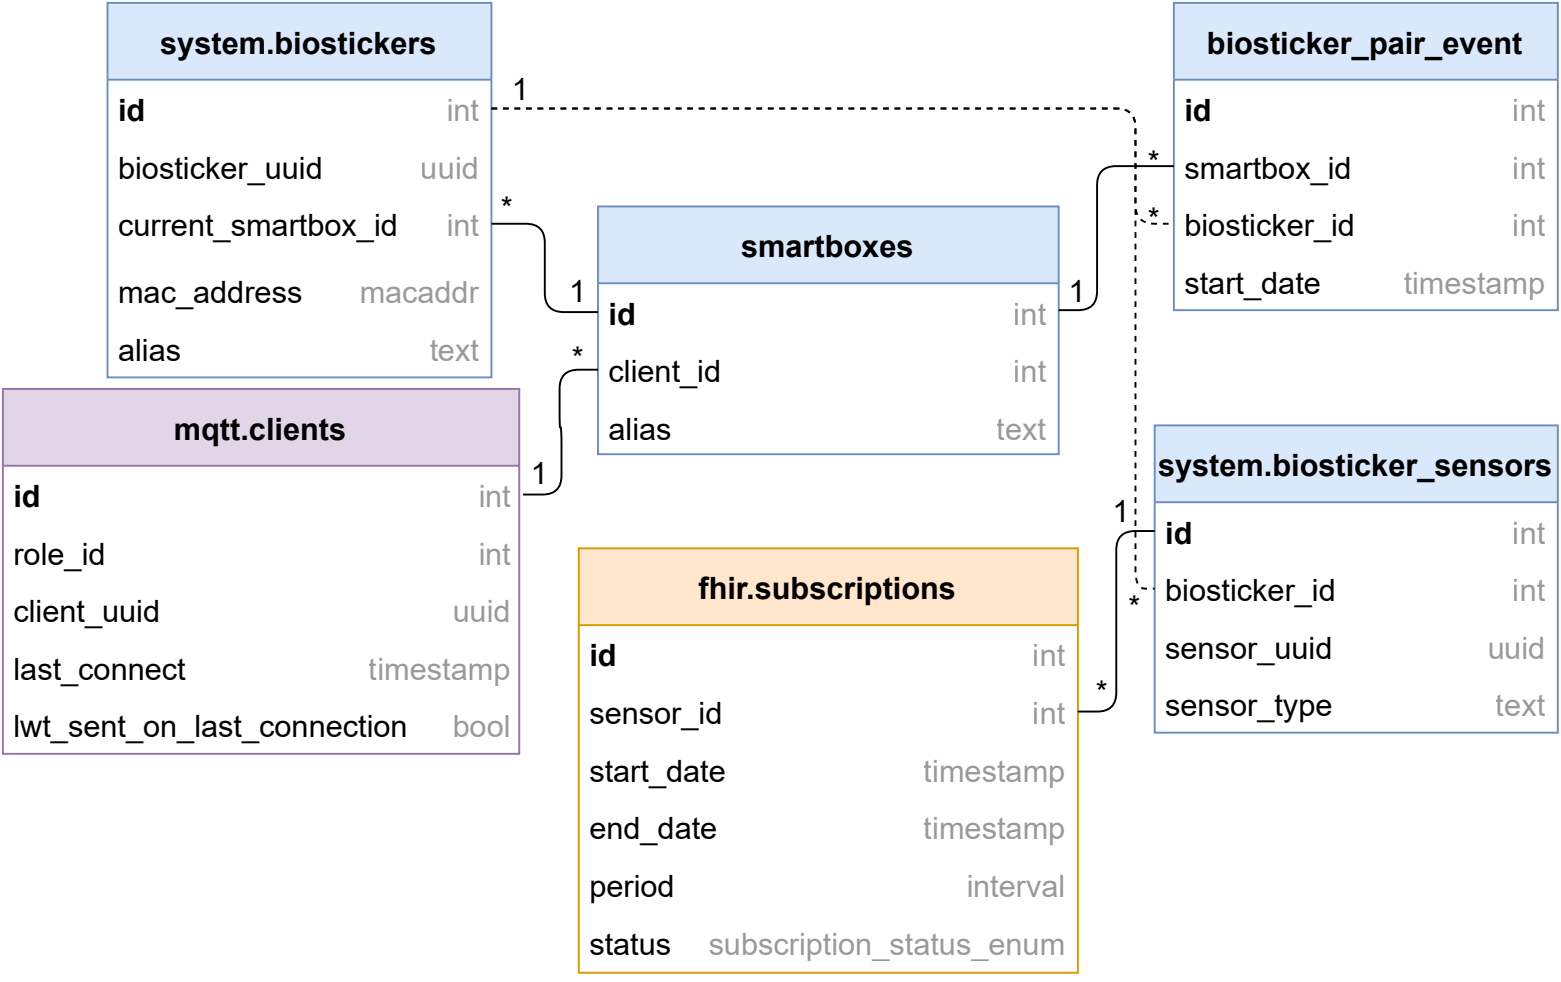 system.biostickers
id int
biosticker_uuid uuid
current_smartbox_id int
mac_address macaddr
alias text
1
*
biosticker_pair_event
id int
* smartbox_id int
* biosticker_id int
start_date timestamp
smartboxes
1 id int 1
* client_id int
alias text
mqtt.clients
id int 1
role_id int
client_uuid uuid
last_connect timestamp
lwt_sent_on_last_connection bool
system.biosticker_sensors
1 id int
* biosticker_id int
sensor_uuid uuid
sensor_type text
fhir.subscriptions
id int
sensor_id int *
start_date timestamp
end_date timestamp
period interval
status subscription_status_enum